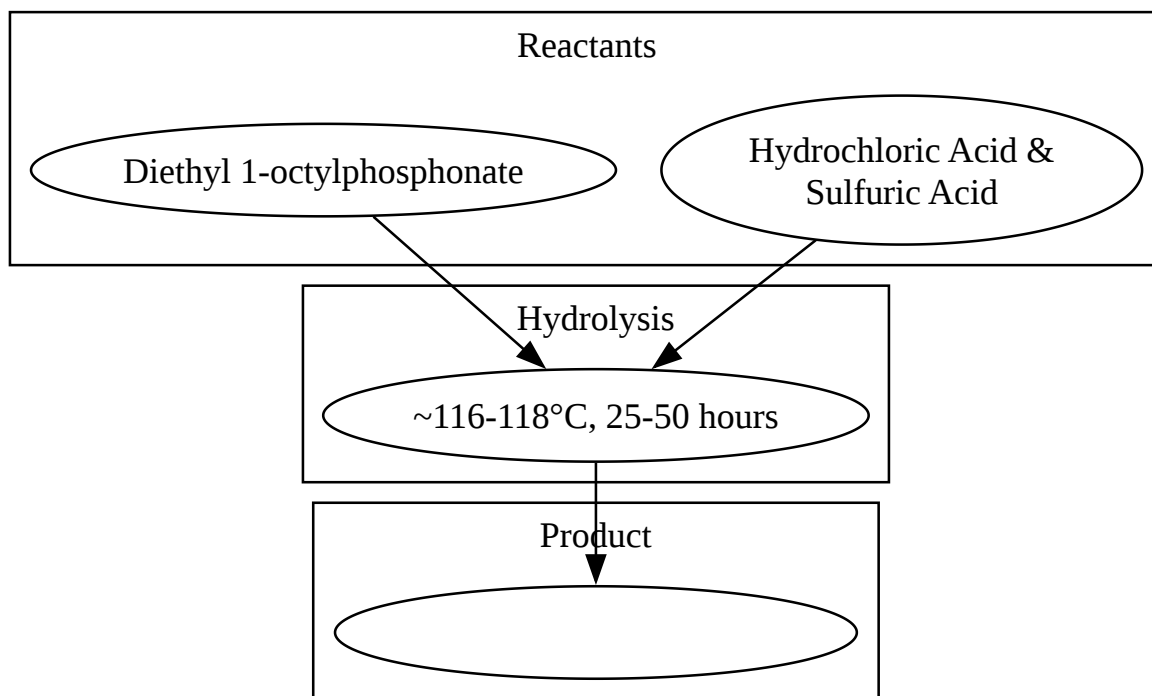 Reactants
Diethyl 1-octylphosphonate
Hydrochloric Acid &
Sulfuric Acid
Hydrolysis
~116-118°C, 25-50 hours
Product